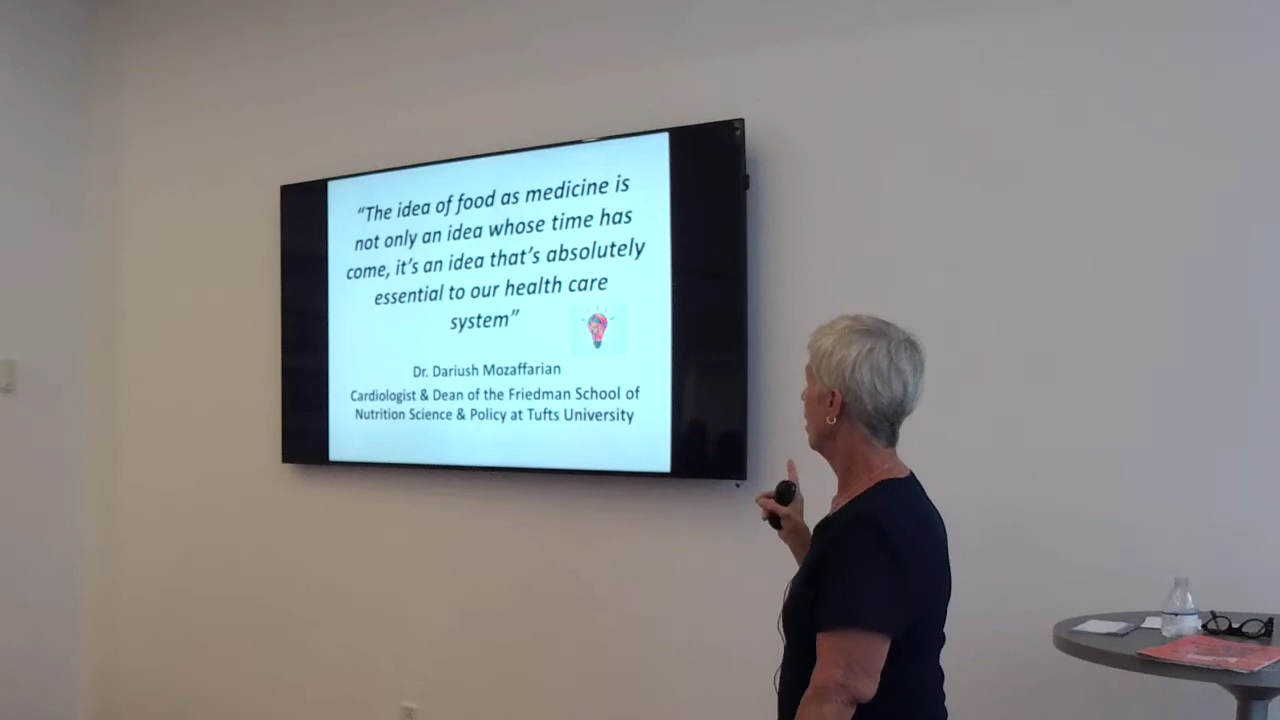 “The idea of food as medicine is
not only an idea whose time has
come, it’s an idea that’s absolutely
essential to our health care
system”
Dr. Dariush Mozaffarian
Cardiologist & Dean of the Friedman School of
Nutrition Science & Policy at Tufts University